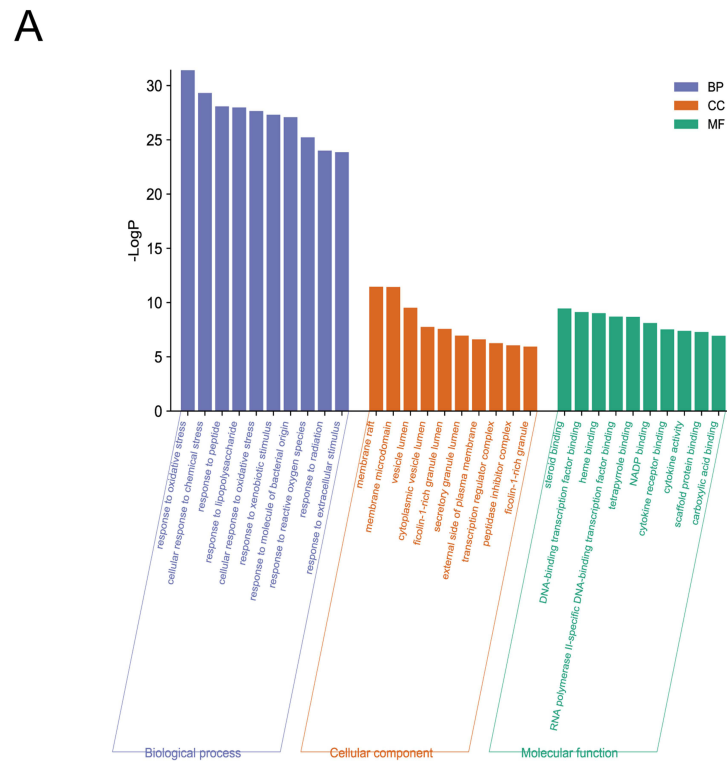 A
30
25
20
15
10
5
0
-LogP
BP
CC
MF
response to oxidative stress
cellular response to chemical stress
response to peptide
response to lipopolysaccharide
cellular response to oxidative stress
response to xenobiotic stimulus
response to molecule of bacterial origin
response to reactive oxygen species
response to radiation
response to extracellular stimulus
membrane raft
membrane microdomain
vesicle lumen
cytoplasmic vesicle lumen
ficolin-1-rich granule lumen
secretory granule lumen
external side of plasma membrane
transcription regulator complex
peptidase inhibitor complex
ficolin-1-rich granule
steroid binding
DNA-binding transcription factor binding
heme binding
RNA polymerase II-specific DNA-binding transcription factor binding
tetrapyrrole binding
NADP binding
cytokine receptor binding
cytokine activity
scaffold protein binding
carboxylic acid binding
Biological process
Cellular component
Molecular function